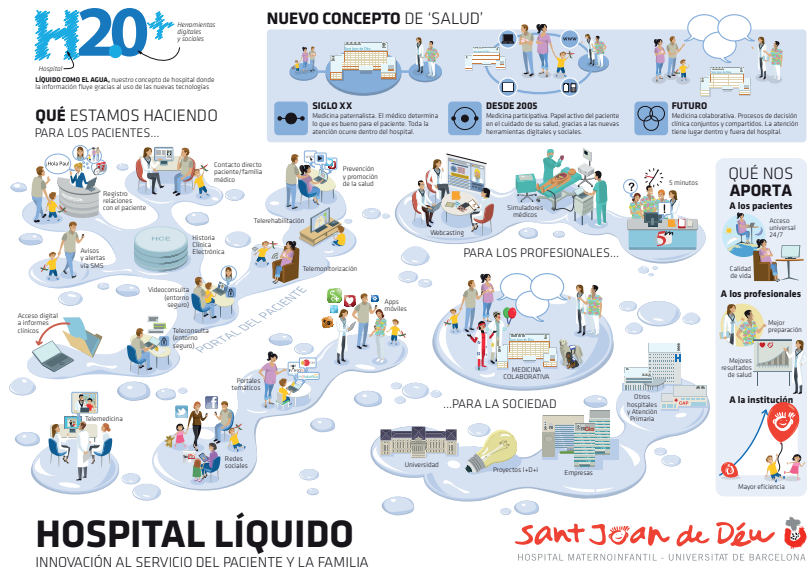 H2.0+
Herramientas
digitales
y sociales
Hospital
LÍQUIDO COMO EL AGUA, nuestro concepto de hospital donde
la información fluye gracias al uso de las nuevas tecnologías
NUEVO CONCEPTO DE ‘SALUD’
www
SIGLO XX
Medicina paternalista. El médico determina
lo que es bueno para el paciente. Toda la
atención ocurre dentro del hospital.
DESDE 2005
Medicina participativa. Papel activo del paciente
en el cuidado de su salud, gracias a las nuevas
herramientas digitales y sociales.
FUTURO
Medicina colaborativa. Procesos de decisión
clínica conjuntos y compartidos. La atención
tiene lugar dentro y fuera del hospital.
QUÉ ESTAMOS HACIENDO
PARA LOS PACIENTES...
Hola Pau!
Registro
relaciones
con el paciente
Contacto directo
paciente/familia
médico
Prevención
y promoción
de la salud
Avisos
y alertas
vía SMS
HCE
Historia
Clínica
Electrónica
Telerehabilitación
Telemonitorización
Videoconsulta
(entorno
seguro)
Acceso digital
a informes
clínicos
Teleconsulta
(entorno
seguro)
PORTAL DEL PACIENTE
Apps
móviles
Portales
temáticos
Telemedicina
Redes
sociales
Webcasting
Simuladores
médicos
?
!
5 minutos
5m
PARA LOS PROFESIONALES...
MEDICINA
COLABORATIVA
...PARA LA SOCIEDAD
Universidad
Proyectos I+D+i
Empresas
H
CAP
Otros
hospitales
y Atención
Primaria
QUÉ NOS
APORTA
A los pacientes
Acceso
universal
24/7
Calidad
de vida
A los profesionales
Mejor
preparación
Mejores
resultados
de salud
A la institución
Mayor eficiencia
HOSPITAL LÍQUIDO
INNOVACIÓN AL SERVICIO DEL PACIENTE Y LA FAMILIA
Sant Joan de Déu
HOSPITAL MATERNOINFANTIL - UNIVERSITAT DE BARCELONA